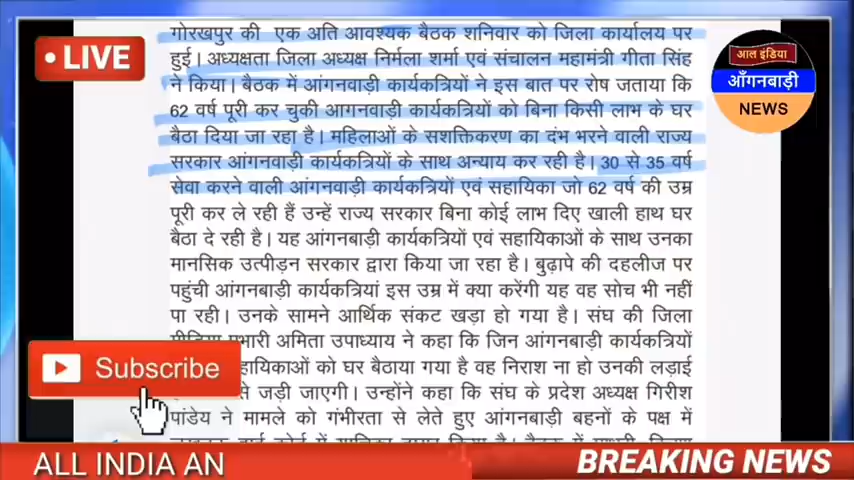 गोरखपुर की एक अति आवश्यक बैठक शनिवार को जिला कार्यालय पर
हुई। अध्यक्षता जिला अध्यक्ष निर्मला शर्मा एवं संचालन महामंत्री गीता सिंह
ने किया। बैठक में आंगनवाड़ी कार्यकत्रियों ने इस बात पर रोष जताया कि
62 वर्ष पूरी कर चुकी आगनवाड़ी कार्यकत्रियों को बिना किसी लाभ के घर
बैठा दिया जा रहा है। महिलाओं के सशक्तिकरण का दंभ भरने वाली राज्य
सरकार आंगनवाड़ी कार्यकत्रियों के साथ अन्याय कर रही है। 30 से 35 वर्ष
सेवा करने वाली आंगनवाड़ी कार्यकत्रियों एवं सहायिका जो 62 वर्ष की उम्र
पूरी कर ले रही हैं उन्हें राज्य सरकार बिना कोई लाभ दिए खाली हाथ घर
बैठा दे रही है। यह आंगनबाड़ी कार्यकत्रियों एवं सहायिकाओं के साथ उनका
मानसिक उत्पीड़न सरकार द्वारा किया जा रहा है। बुढ़ापे की दहलीज पर
पहुंची आंगनबाड़ी कार्यकत्रियां इस उम्र में क्या करेंगी यह वह सोच भी नहीं
पा रही। उनके सामने आर्थिक संकट खड़ा हो गया है। संघ की जिला
प्रभारी अमिता उपाध्याय ने कहा कि जिन आंगनबाड़ी कार्यकत्रियों
हायिकाओं को घर बैठाया गया है वह निराश ना हो उनकी लड़ाई
से जड़ी जाएगी। उन्होंने कहा कि संघ के प्रदेश अध्यक्ष गिरीश
पांडेय ने मामले को गंभीरता से लेते हुए आंगनबाड़ी बहनों के पक्ष में
LIVE
आल इंडिया
आँगनबाड़ी
NEWS
Subscribe
ALL INDIA AN
BREAKING NEWS